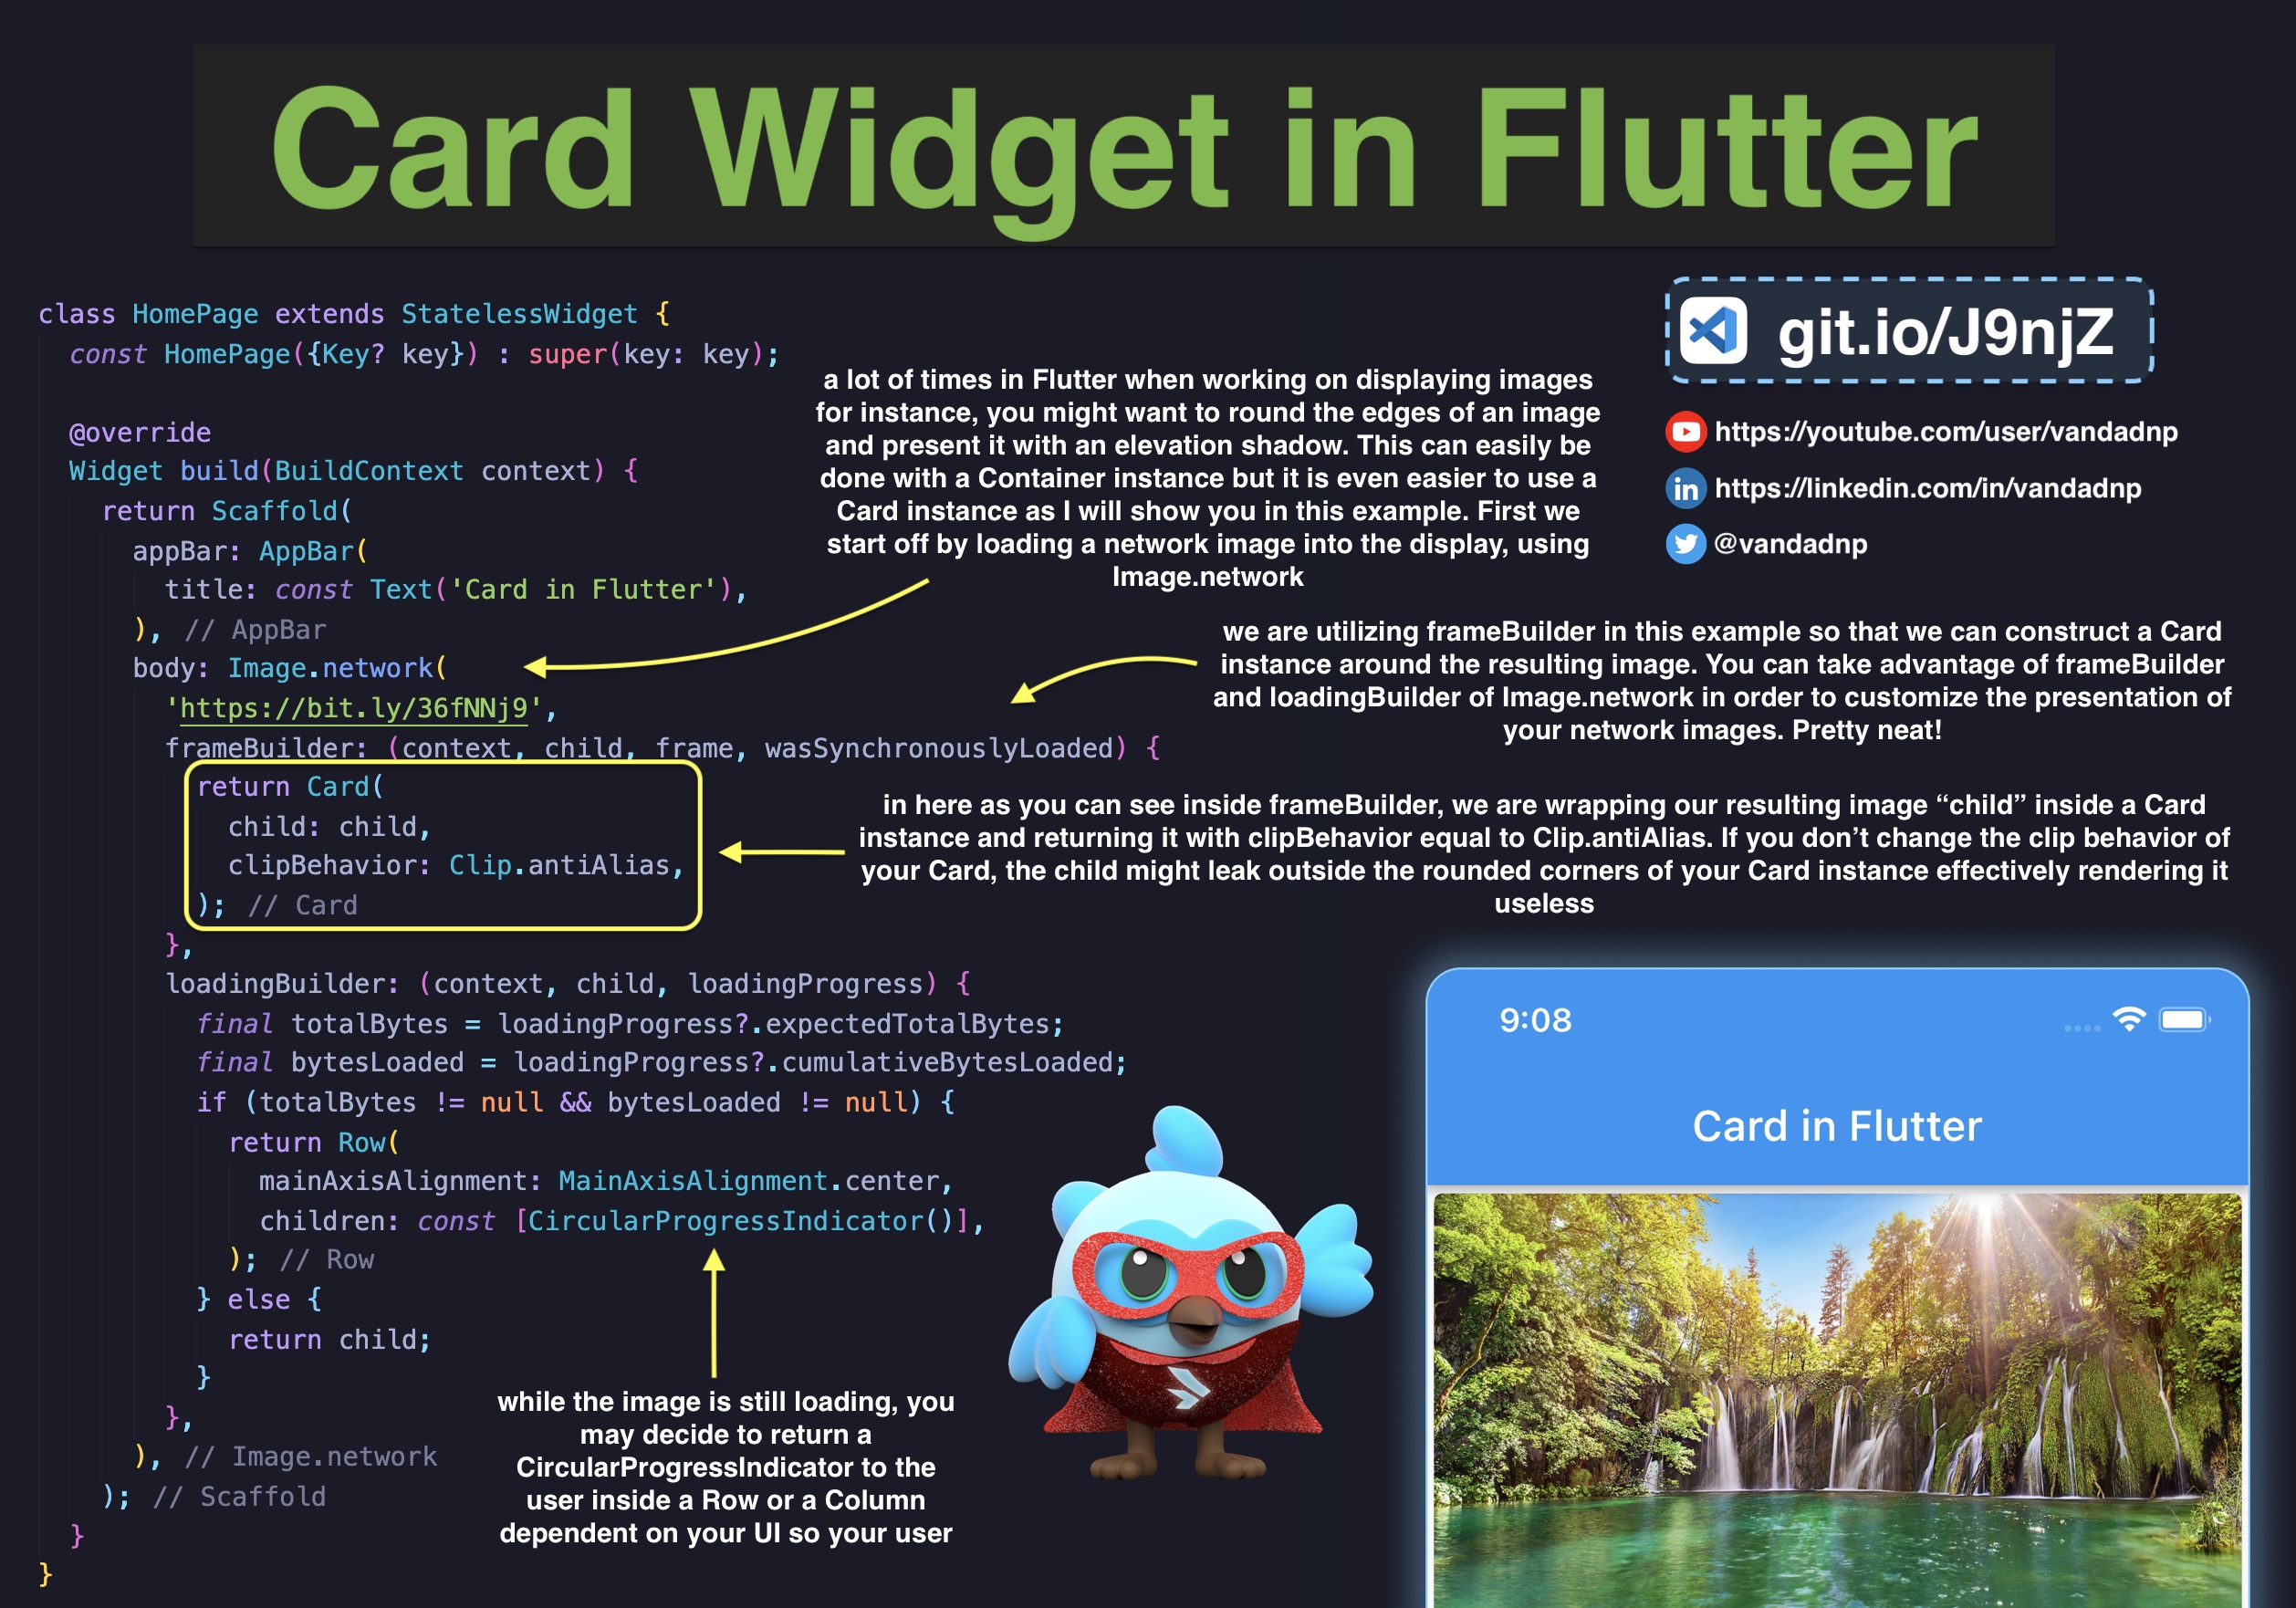 Card Widget in Flutter
class HomePage extends StatelessWidget {
const HomePage({Key? key}) : super(key: key);
@override
Widget build(BuildContext context) {
return Scaffold(
appBar: AppBar(
title: const Text('Card in Flutter'),
), // AppBar
body: Image.network(
'https://bit.ly/36fNNj9',
frameBuilder: (context, child, frame, wasSynchronouslyLoaded) {
return Card(
child: child,
clipBehavior: Clip.antiAlias,
); // Card
},
loadingBuilder: (context, child, loadingProgress) {
final totalBytes = loadingProgress?.expectedTotalBytes;
final bytesLoaded = loadingProgress?.cumulativeBytesLoaded;
if (totalBytes != null && bytesLoaded != null) {
return Row(
mainAxisAlignment: MainAxisAlignment.center,
children: const [CircularProgressIndicator()],
); // Row
} else {
return child;
}
},
), // Image.network
); // Scaffold
}
}
a lot of times in Flutter when working on displaying images
for instance, you might want to round the edges of an image
and present it with an elevation shadow. This can easily be
done with a Container instance but it is even easier to use a
Card instance as I will show you in this example. First we
start off by loading a network image into the display, using
Image.network
git.io/J9njZ
https://youtube.com/user/vandadnp
in https://linkedin.com/in/vandadnp
@vandadnp
we are utilizing frameBuilder in this example so that we can construct a Card
instance around the resulting image. You can take advantage of frameBuilder
and loadingBuilder of Image.network in order to customize the presentation of
your network images. Pretty neat!
in here as you can see inside frameBuilder, we are wrapping our resulting image “child” inside a Card
instance and returning it with clipBehavior equal to Clip.antiAlias. If you don’t change the clip behavior of
your Card, the child might leak outside the rounded corners of your Card instance effectively rendering it
useless
while the image is still loading, you
may decide to return a
CircularProgressIndicator to the
user inside a Row or a Column
dependent on your UI so your user
9:08
Card in Flutter